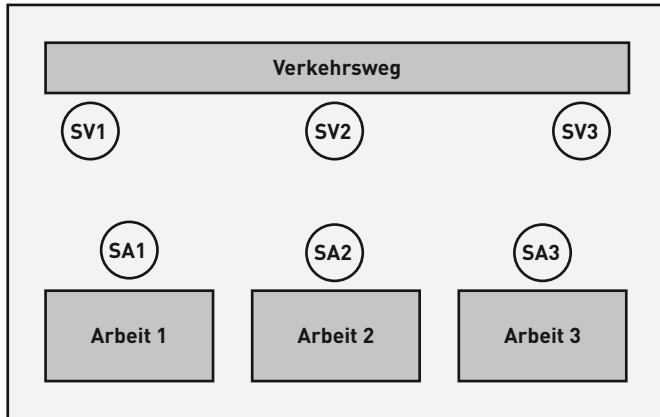 Verkehrsweg
SV1 SV2 SV3
SA1 SA2 SA3
Arbeit 1 Arbeit 2 Arbeit 3